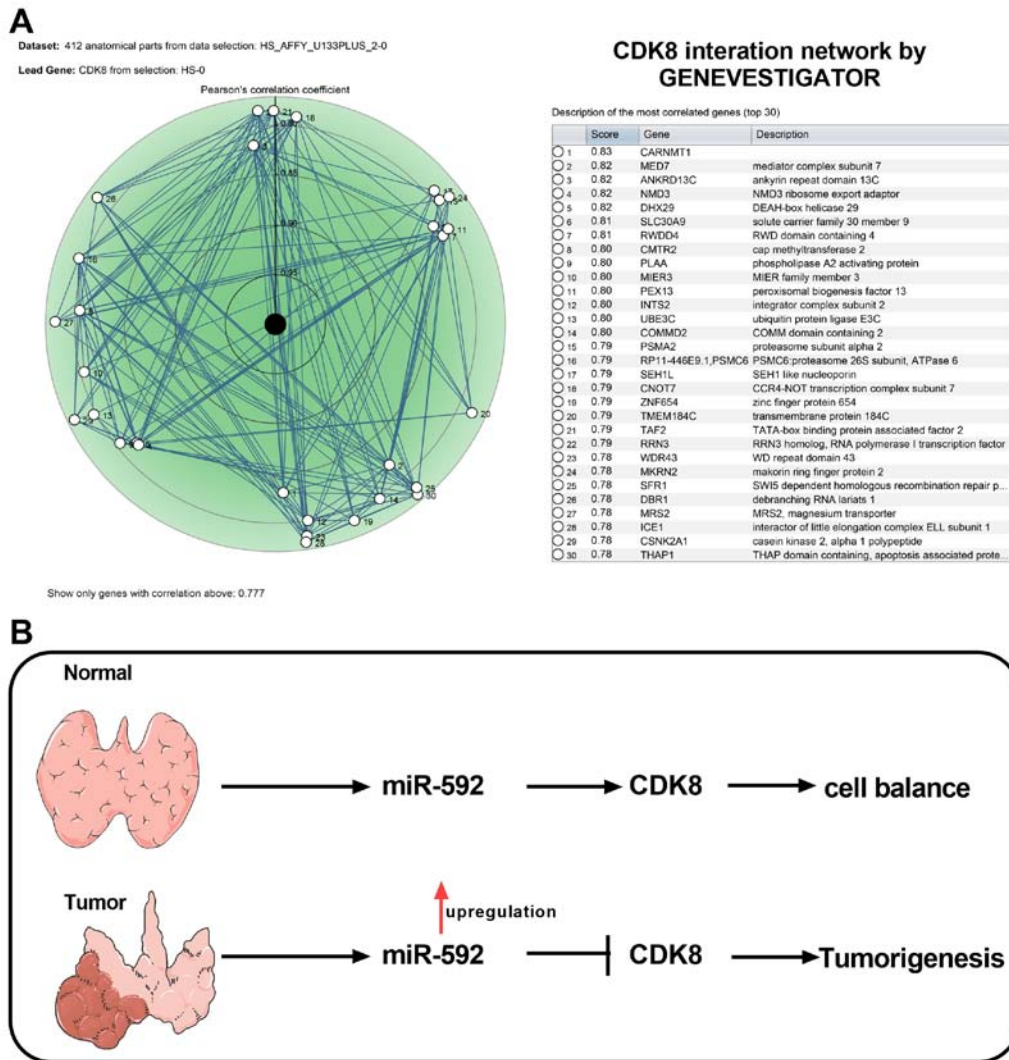 A
Dataset: 412 anatomical parts from data selection: HS_AFFY_U133PLUS_2-0
Lead Gene: CDK8 from selection: HS-0
Pearson's correlation coefficient
CDK8 interation network by
GENEVESTIGATOR
Description of the most correlated genes (top 30)
Score Gene Description
1 0.83 CARNMT1
2 0.82 MED7 mediator complex subunit 7
3 0.82 ANKRD13C ankyrin repeat domain 13C
4 0.82 NMD3 NMD3 ribosome export adaptor
5 0.82 DHX29 DEAH-box helicase 29
6 0.81 SLC30A9 solute carrier family 30 member 9
7 0.81 RWDD4 RWD domain containing 4
8 0.80 CMTR2 cap methyltransferase 2
9 0.80 PLAA phospholipase A2 activating protein
10 0.80 MIER3 MIER family member 3
11 0.80 PEX13 peroxisomal biogenesis factor 13
12 0.80 INTS2 integrator complex subunit 2
13 0.80 UBE3C ubiquitin protein ligase E3C
14 0.80 COMMD2 COMM domain containing 2
15 0.79 PSMA2 proteasome subunit alpha 2
16 0.79 RP11-446E9.1,PSMC6 PSMC6:proteasome 26S subunit, ATPase 6
17 0.79 SEH1L SEH1 like nucleoporin
18 0.79 CNOT7 CCR4-NOT transcription complex subunit 7
19 0.79 ZNF654 zinc finger protein 654
20 0.79 TMEM184C transmembrane protein 184C
21 0.79 TAF2 TATA-box binding protein associated factor 2
22 0.79 RRN3 RRN3 homolog, RNA polymerase I transcription factor
23 0.78 WDR43 WD repeat domain 43
24 0.78 MKRN2 makorin ring finger protein 2
25 0.78 SFR1 SWI5 dependent homologous recombination repair p...
26 0.78 DBR1 debranching RNA lariats 1
27 0.78 MRS2 MRS2, magnesium transporter
28 0.78 ICE1 interactor of little elongation complex ELL subunit 1
29 0.78 CSNK2A1 casein kinase 2, alpha 1 polypeptide
30 0.78 THAP1 THAP domain containing, apoptosis associated prote...
21
18
24
11
17
27
10
13
20
14
30
12
19
Show only genes with correlation above: 0.777
B
Normal
miR-592 CDK8 cell balance
Tumor
upregulation
miR-592 CDK8 Tumorigenesis